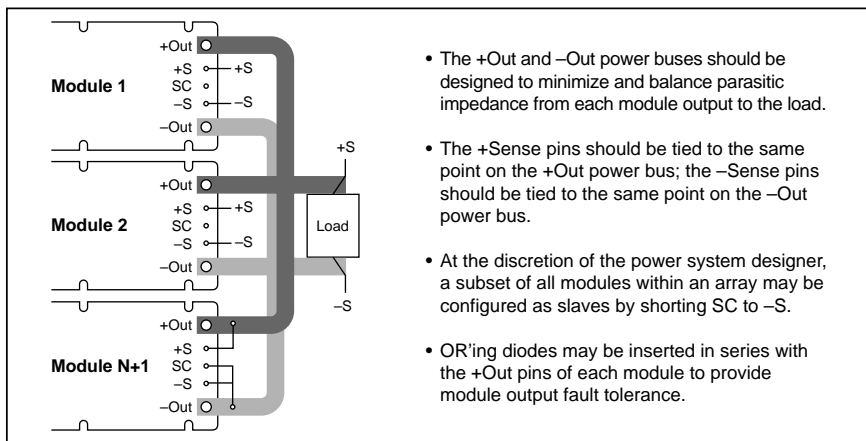 +Out
+S
+S
SC
Module 1
–S
–S
–Out
+Out
+S
+S
SC
Module 2
–S
–S
–Out
+Out
+S
SC
Module N+1
–S
–Out
+S
Load
–S
• The +Out and –Out power buses should be
designed to minimize and balance parasitic
impedance from each module output to the load.
• The +Sense pins should be tied to the same
point on the +Out power bus; the –Sense pins
should be tied to the same point on the –Out
power bus.
• At the discretion of the power system designer,
a subset of all modules within an array may be
configured as slaves by shorting SC to –S.
• OR'ing diodes may be inserted in series with
the +Out pins of each module to provide
module output fault tolerance.